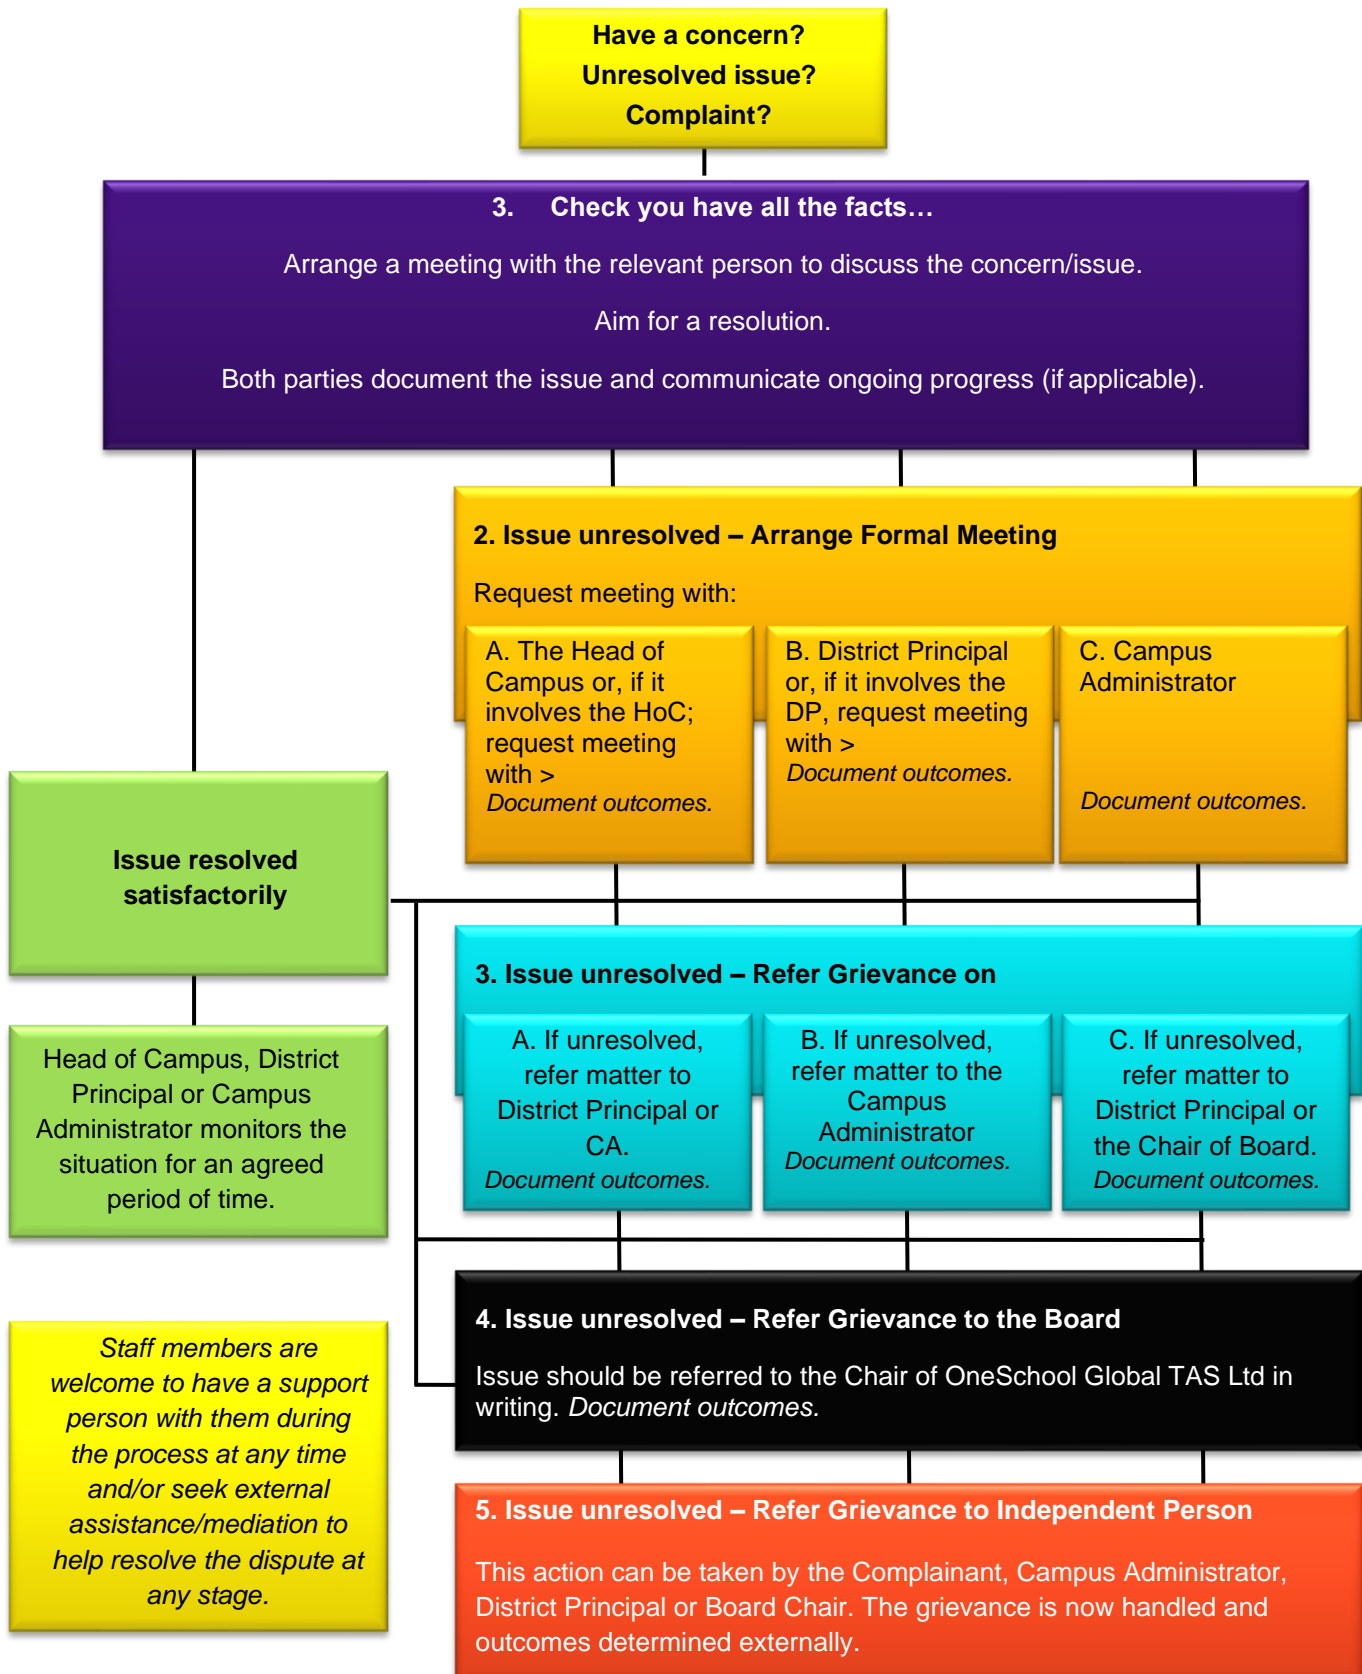 Have a concern?
Unresolved issue?
Complaint?
3. Check you have all the facts…
Arrange a meeting with the relevant person to discuss the concern/issue.
Aim for a resolution.
Both parties document the issue and communicate ongoing progress (if applicable).
2. Issue unresolved – Arrange Formal Meeting
Request meeting with:
A. The Head of
Campus or, if it
involves the HoC;
request meeting
with >
Document outcomes.
B. District Principal
or, if it involves the
DP, request meeting
with >
Document outcomes.
C. Campus
Administrator
Document outcomes.
Issue resolved
satisfactorily
Head of Campus, District
Principal or Campus
Administrator monitors the
situation for an agreed
period of time.
3. Issue unresolved – Refer Grievance on
A. If unresolved,
refer matter to
District Principal or
CA.
Document outcomes.
B. If unresolved,
refer matter to the
Campus
Administrator
Document outcomes.
C. If unresolved,
refer matter to
District Principal or
the Chair of Board.
Document outcomes.
4. Issue unresolved – Refer Grievance to the Board
Issue should be referred to the Chair of OneSchool Global TAS Ltd in
writing. Document outcomes.
Staff members are
welcome to have a support
person with them during
the process at any time
and/or seek external
assistance/mediation to
help resolve the dispute at
any stage.
5. Issue unresolved – Refer Grievance to Independent Person
This action can be taken by the Complainant, Campus Administrator,
District Principal or Board Chair. The grievance is now handled and
outcomes determined externally.